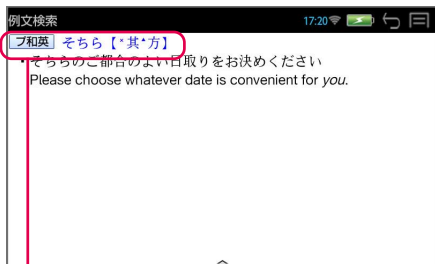 例文検索 17:20
プ和英 そちら【˟其▲方】
・そちらのご都合のよい日取りをお決めください
Please choose whatever date is convenient for you.